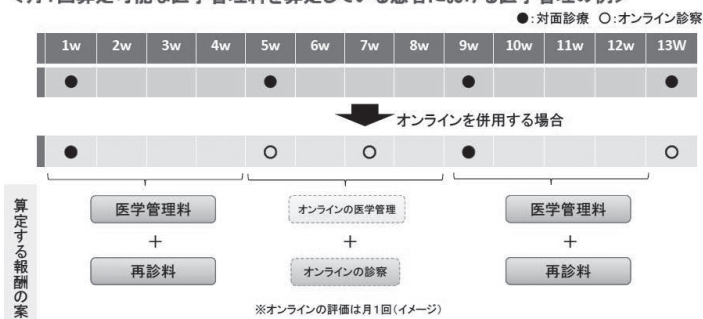 ●:対面診療 ○:オンライン診察
1w 2w 3w 4w 5w 6w 7w 8w 9w 10w 11w 12w 13W
オンラインを併用する場合
算定する報酬の案
医学管理料 オンラインの医学管理 医学管理料
+ + +
再診料 オンラインの診察 再診料
※オンラインの評価は月1回(イメージ)